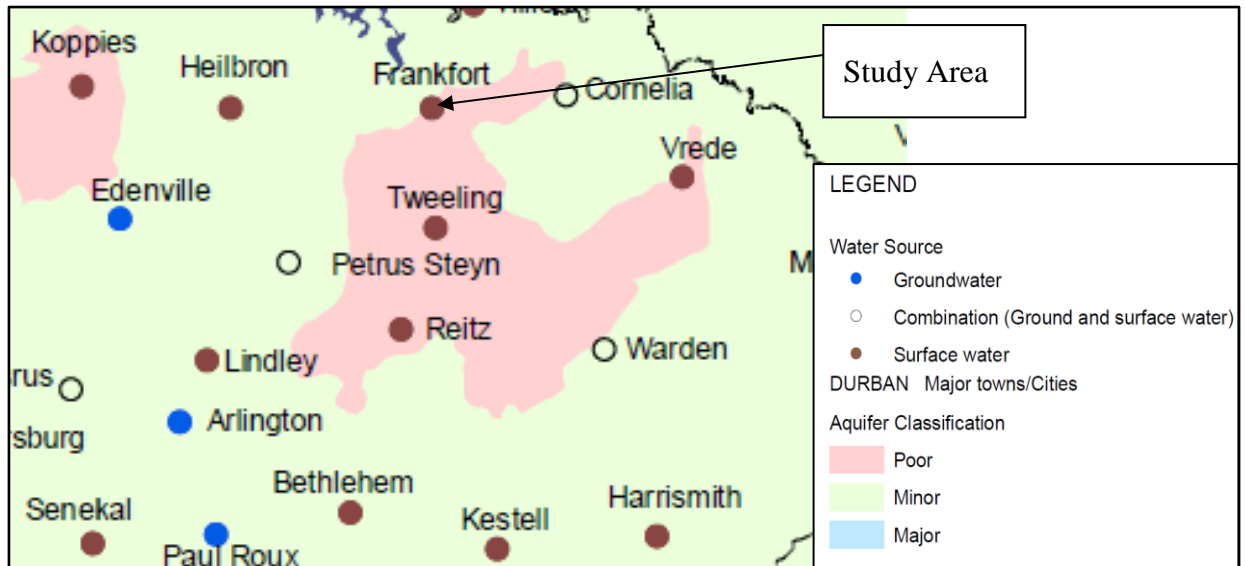 Koppies
Heilbron
Frankfort
Cornelia
Study Area
Vrede
V
Edenville
Tweeling
Petrus Steyn
M
Reitz
Warden
Lindley
rus
Arlington
rsburg
Bethlehem
Harrismith
Senekal
Kestell
Paul Roux
LEGEND
Water Source
Groundwater
Combination (Ground and surface water)
Surface water
DURBAN Major towns/Cities
Aquifer Classification
Poor
Minor
Major